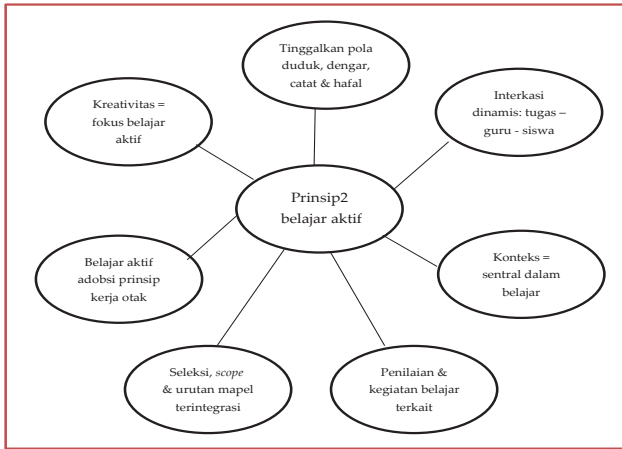 Tinggalkan pola
duduk, dengar,
catat & hafal
Kreativitas =
fokus belajar
aktif
Interkasi
dinamis: tugas –
guru - siswa
Prinsip2
belajar aktif
Belajar aktif
adobsi prinsip
kerja otak
Konteks =
sentral dalam
belajar
Seleksi, scope
& urutan mapel
terintegrasi
Penilaian &
kegiatan belajar
terkait